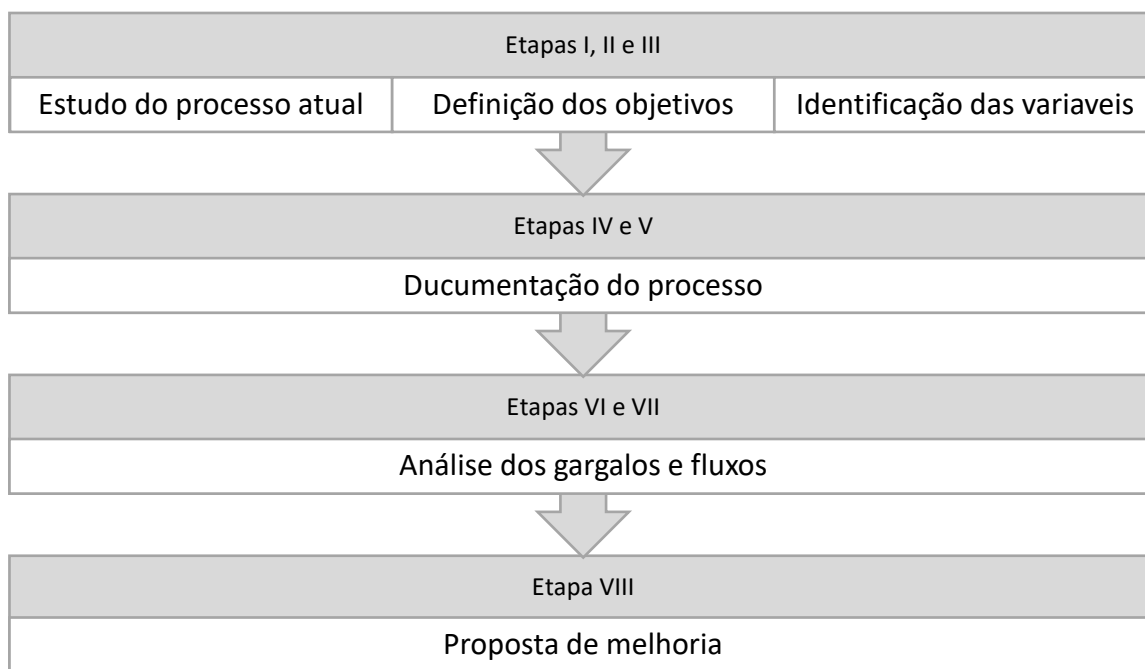 Etapas I, II e III
Estudo do processo atual
Definição dos objetivos
Identificação das variaveis
Etapas IV e V
Ducumentação do processo
Etapas VI e VII
Análise dos gargalos e fluxos
Etapa VIII
Proposta de melhoria